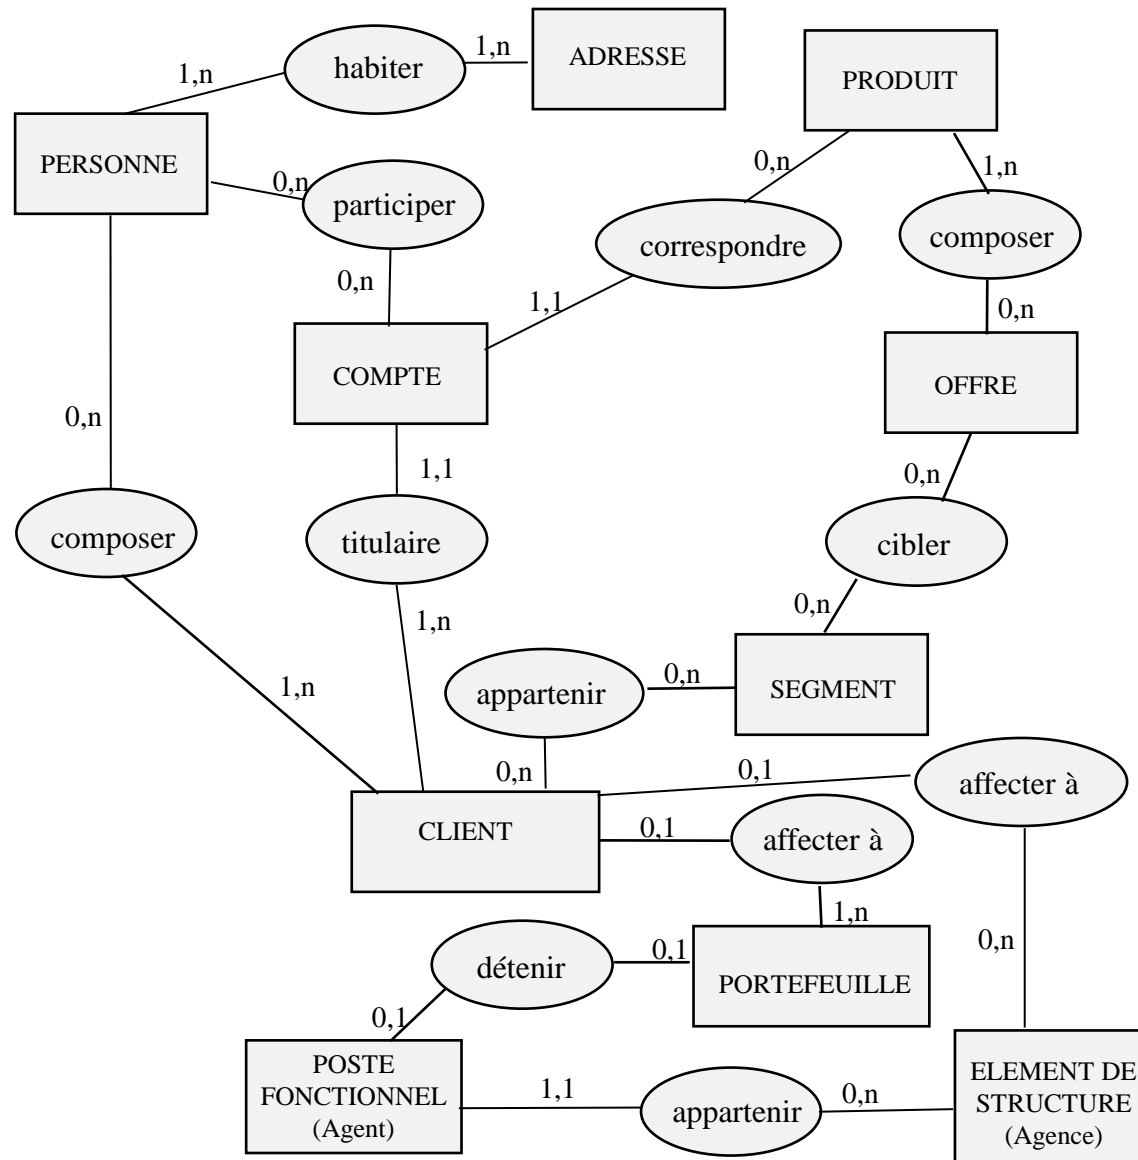 habiter
1,n
ADRESSE
1,n
PRODUIT
PERSONNE
0,n
participer
0,n
1,n
correspondre
composer
0,n
1,1
0,n
COMPTE
OFFRE
0,n
1,1
0,n
composer
titulaire
cibler
1,n
0,n
appartenir
0,n
SEGMENT
1,n
0,n
0,1
affecter à
CLIENT
0,1
affecter à
1,n
0,n
détenir
0,1
PORTEFEUILLE
0,1
POSTE
FONCTIONNEL
(Agent)
1,1
appartenir
0,n
ELEMENT DE
STRUCTURE
(Agence)